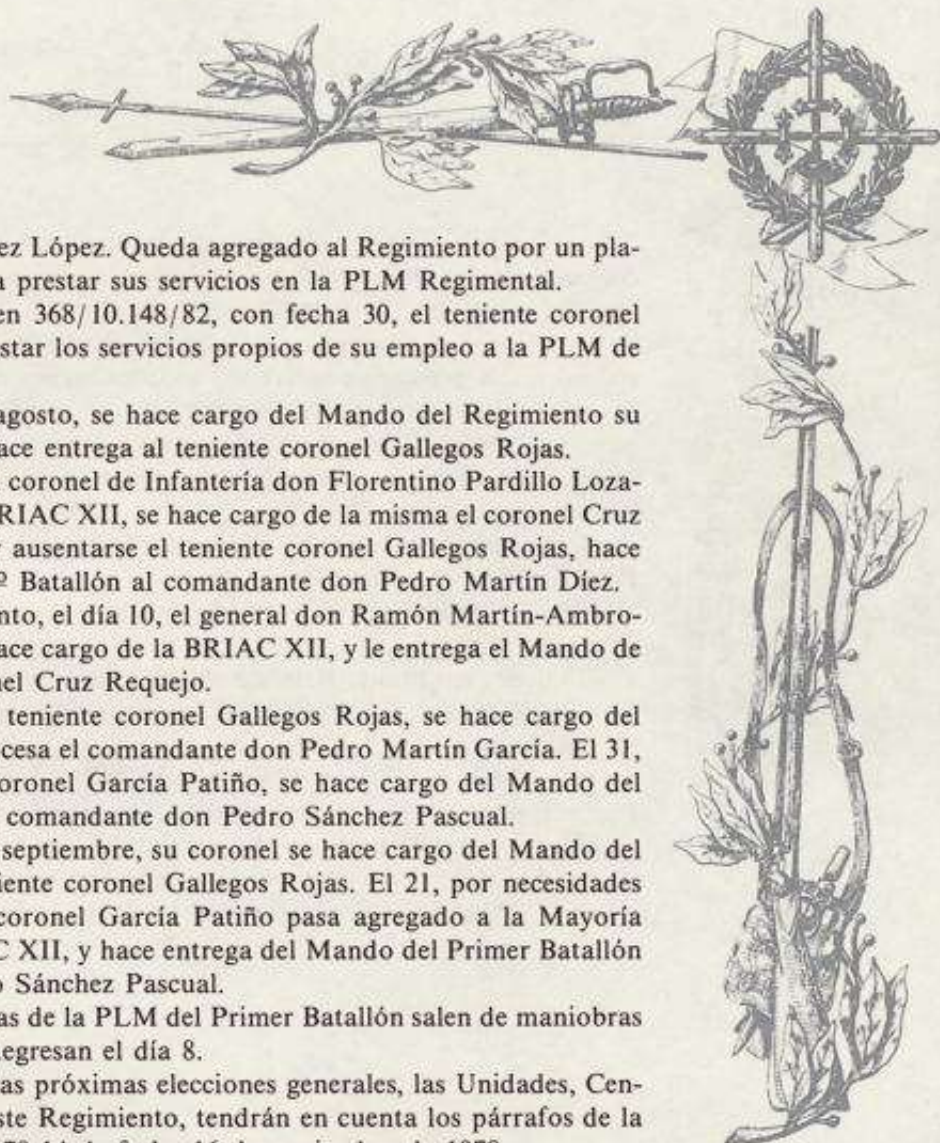 ez López. Queda agregado al Regimiento por un pla-
a prestar sus servicios en la PLM Regimental.
en 368/10.148/82, con fecha 30, el teniente coronel
star los servicios propios de su empleo a la PLM de
agosto, se hace cargo del Mando del Regimiento su
ace entrega al teniente coronel Gallegos Rojas.
coronel de Infantería don Florentino Pardillo Loza-
RIAC XII, se hace cargo de la misma el coronel Cruz
ausentarse el teniente coronel Gallegos Rojas, hace
º Batallón al comandante don Pedro Martín Díez.
nto, el día 10, el general don Ramón Martín-Ambro-
ace cargo de la BRIAC XII, y le entrega el Mando de
nel Cruz Requejo.
teniente coronel Gallegos Rojas, se hace cargo del
cesa el comandante don Pedro Martín García. El 31,
coronel García Patiño, se hace cargo del Mando del
comandante don Pedro Sánchez Pascual.
septiembre, su coronel se hace cargo del Mando del
iente coronel Gallegos Rojas. El 21, por necesidades
coronel García Patiño pasa agregado a la Mayoría
C XII, y hace entrega del Mando del Primer Batallón
o Sánchez Pascual.
as de la PLM del Primer Batallón salen de maniobras
egresan el día 8.
as próximas elecciones generales, las Unidades, Cen-
ste Regimiento, tendrán en cuenta los párrafos de la